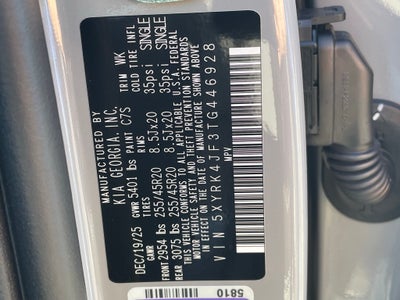 MANUFACTURED BY
KIA GEORGIA, INC.
DEC/19/25 GVWR 5401 lbs PAINT C7S TRIM WK
GAWR TIRES RIMS COLD TIRE INFL
FRONT 2954 lbs 255/45R20 8.5Jx20 35psi SINGLE
REAR 3075 lbs 255/45R20 8.5Jx20 35psi SINGLE
THIS VEHICLE CONFORMS TO ALL APPLICABLE U.S.A. FEDERAL
MOTOR VEHICLE SAFETY AND THEFT PREVENTION STANDARDS
IN EFFECT ON THE DATE OF MANUFACTURE SHOWN ABOVE
VIN 5XYRK4JF3TG446928
MPV
5810